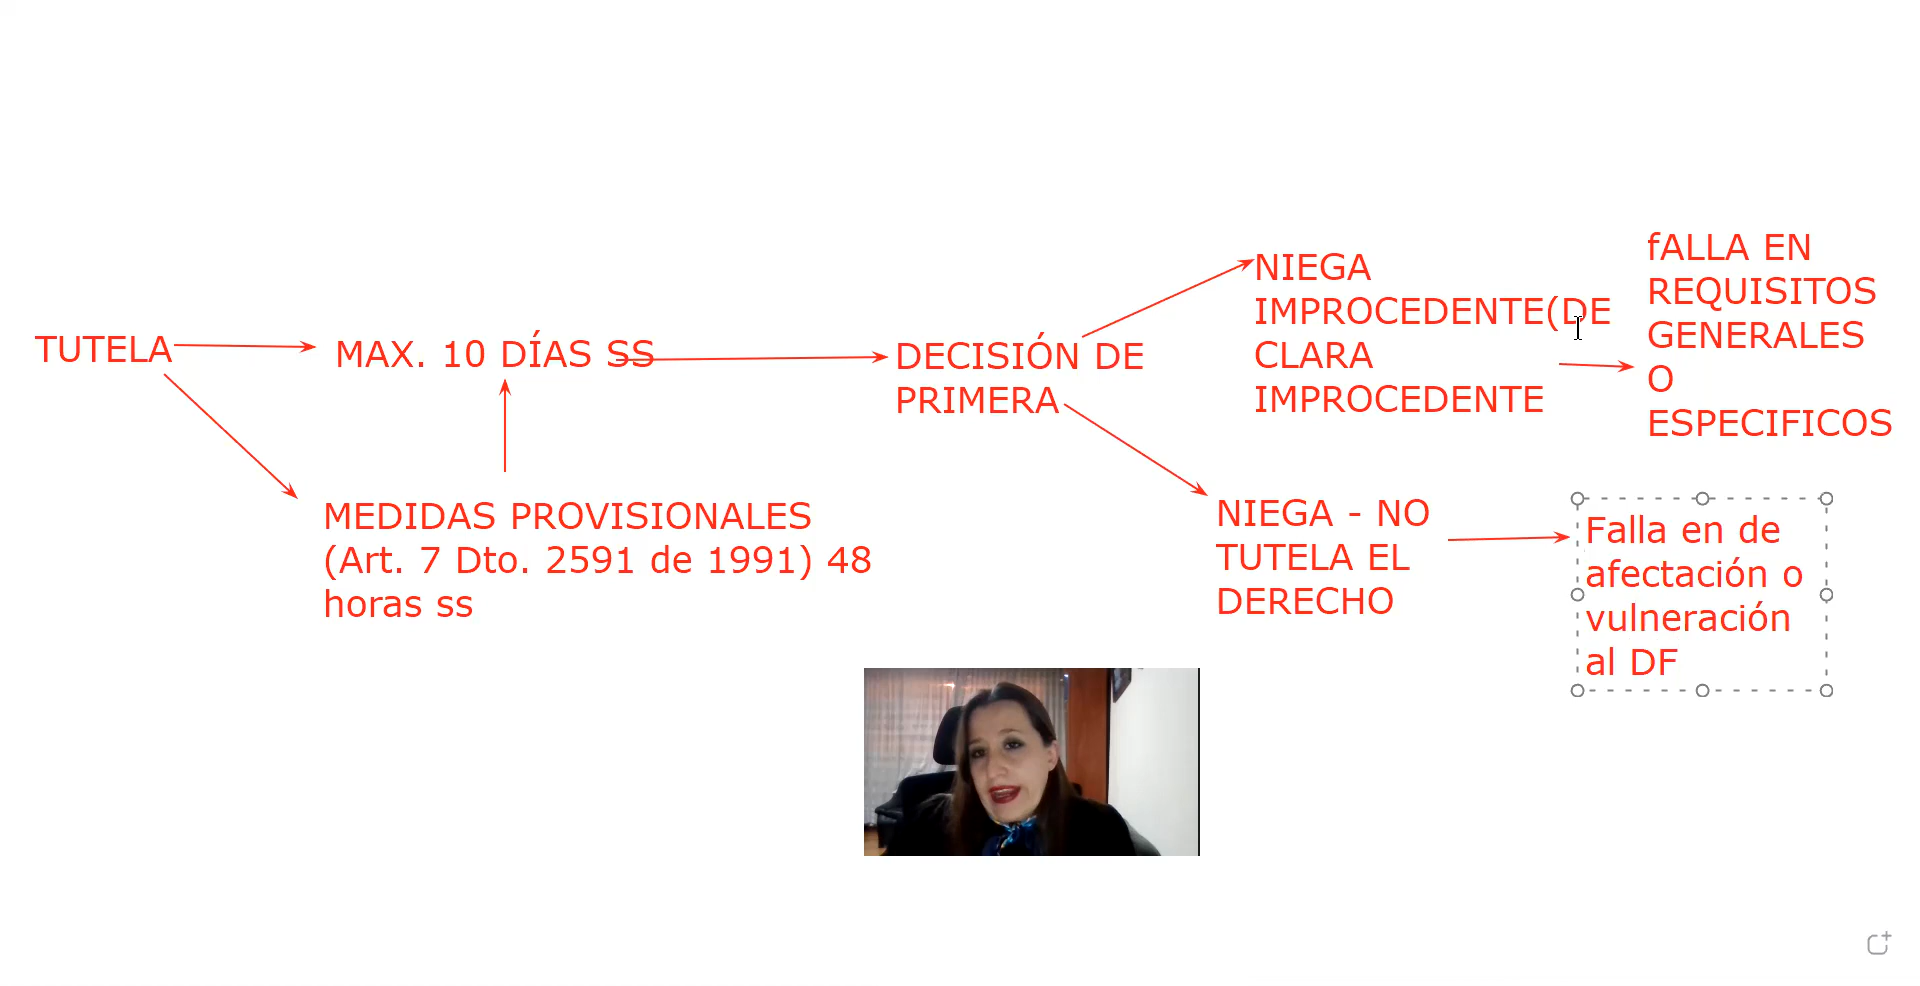 TUTELA
MAX. 10 DÍAS SS
MEDIDAS PROVISIONALES
(Art. 7 Dto. 2591 de 1991) 48
horas ss
DECISIÓN DE
PRIMERA
NIEGA
IMPROCEDENTE(DE
CLARA
IMPROCEDENTE
fALLA EN
REQUISITOS
GENERALES
O
ESPECIFICOS
NIEGA - NO
TUTELA EL
DERECHO
Falla en de
afectación o
vulneración
al DF